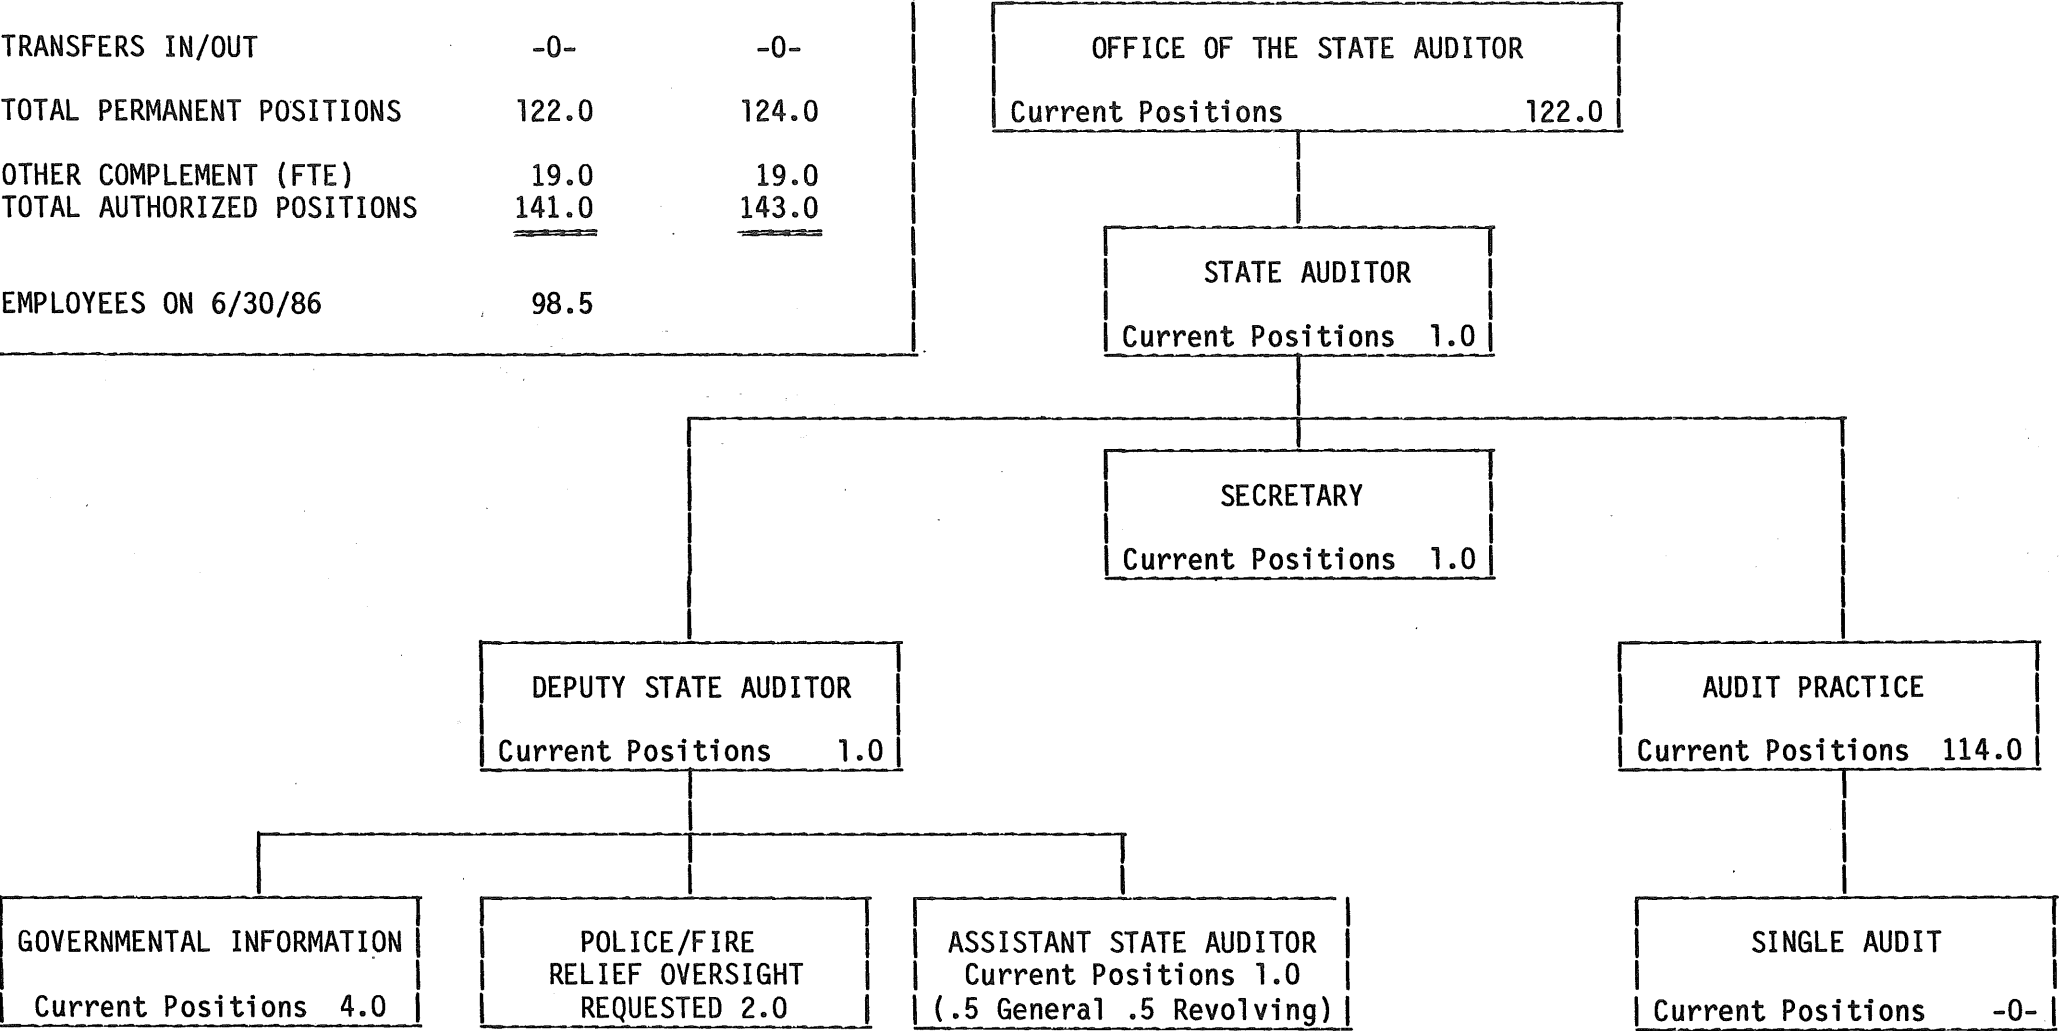 TRANSFERS IN/OUT -0- -0-
TOTAL PERMANENT POSITIONS 122.0 124.0
OTHER COMPLEMENT (FTE) 19.0 19.0
TOTAL AUTHORIZED POSITIONS 141.0 143.0
EMPLOYEES ON 6/30/86 98.5
OFFICE OF THE STATE AUDITOR
Current Positions 122.0
STATE AUDITOR
Current Positions 1.0
SECRETARY
Current Positions 1.0
DEPUTY STATE AUDITOR
Current Positions 1.0
AUDIT PRACTICE
Current Positions 114.0
GOVERNMENTAL INFORMATION
Current Positions 4.0
POLICE/FIRE
RELIEF OVERSIGHT
REQUESTED 2.0
ASSISTANT STATE AUDITOR
Current Positions 1.0
(.5 General .5 Revolving)
SINGLE AUDIT
Current Positions -0-